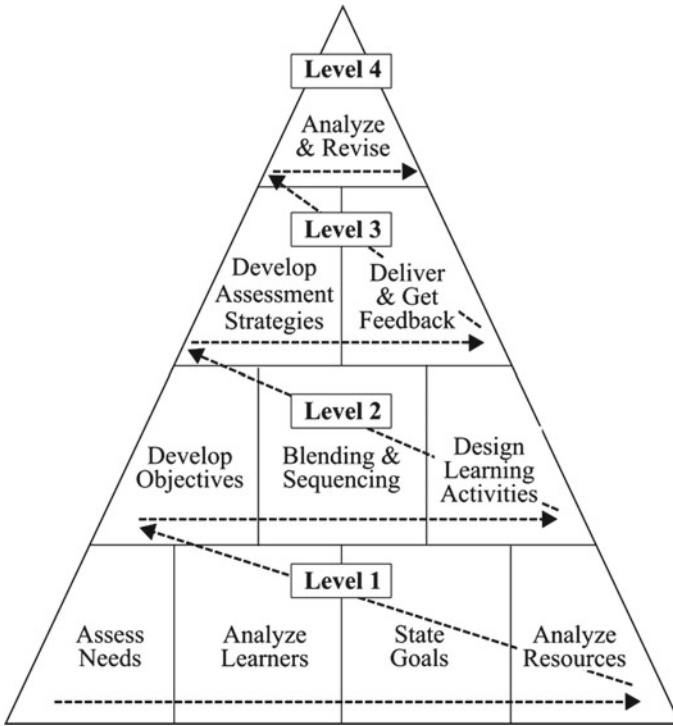 Level 4
Analyze
& Revise
Level 3
Develop
Assessment
Strategies
Deliver
& Get
Feedback
Level 2
Develop
Objectives
Blending &
Sequencing
Design
Learning
Activities
Level 1
Assess
Needs
Analyze
Learners
State
Goals
Analyze
Resources